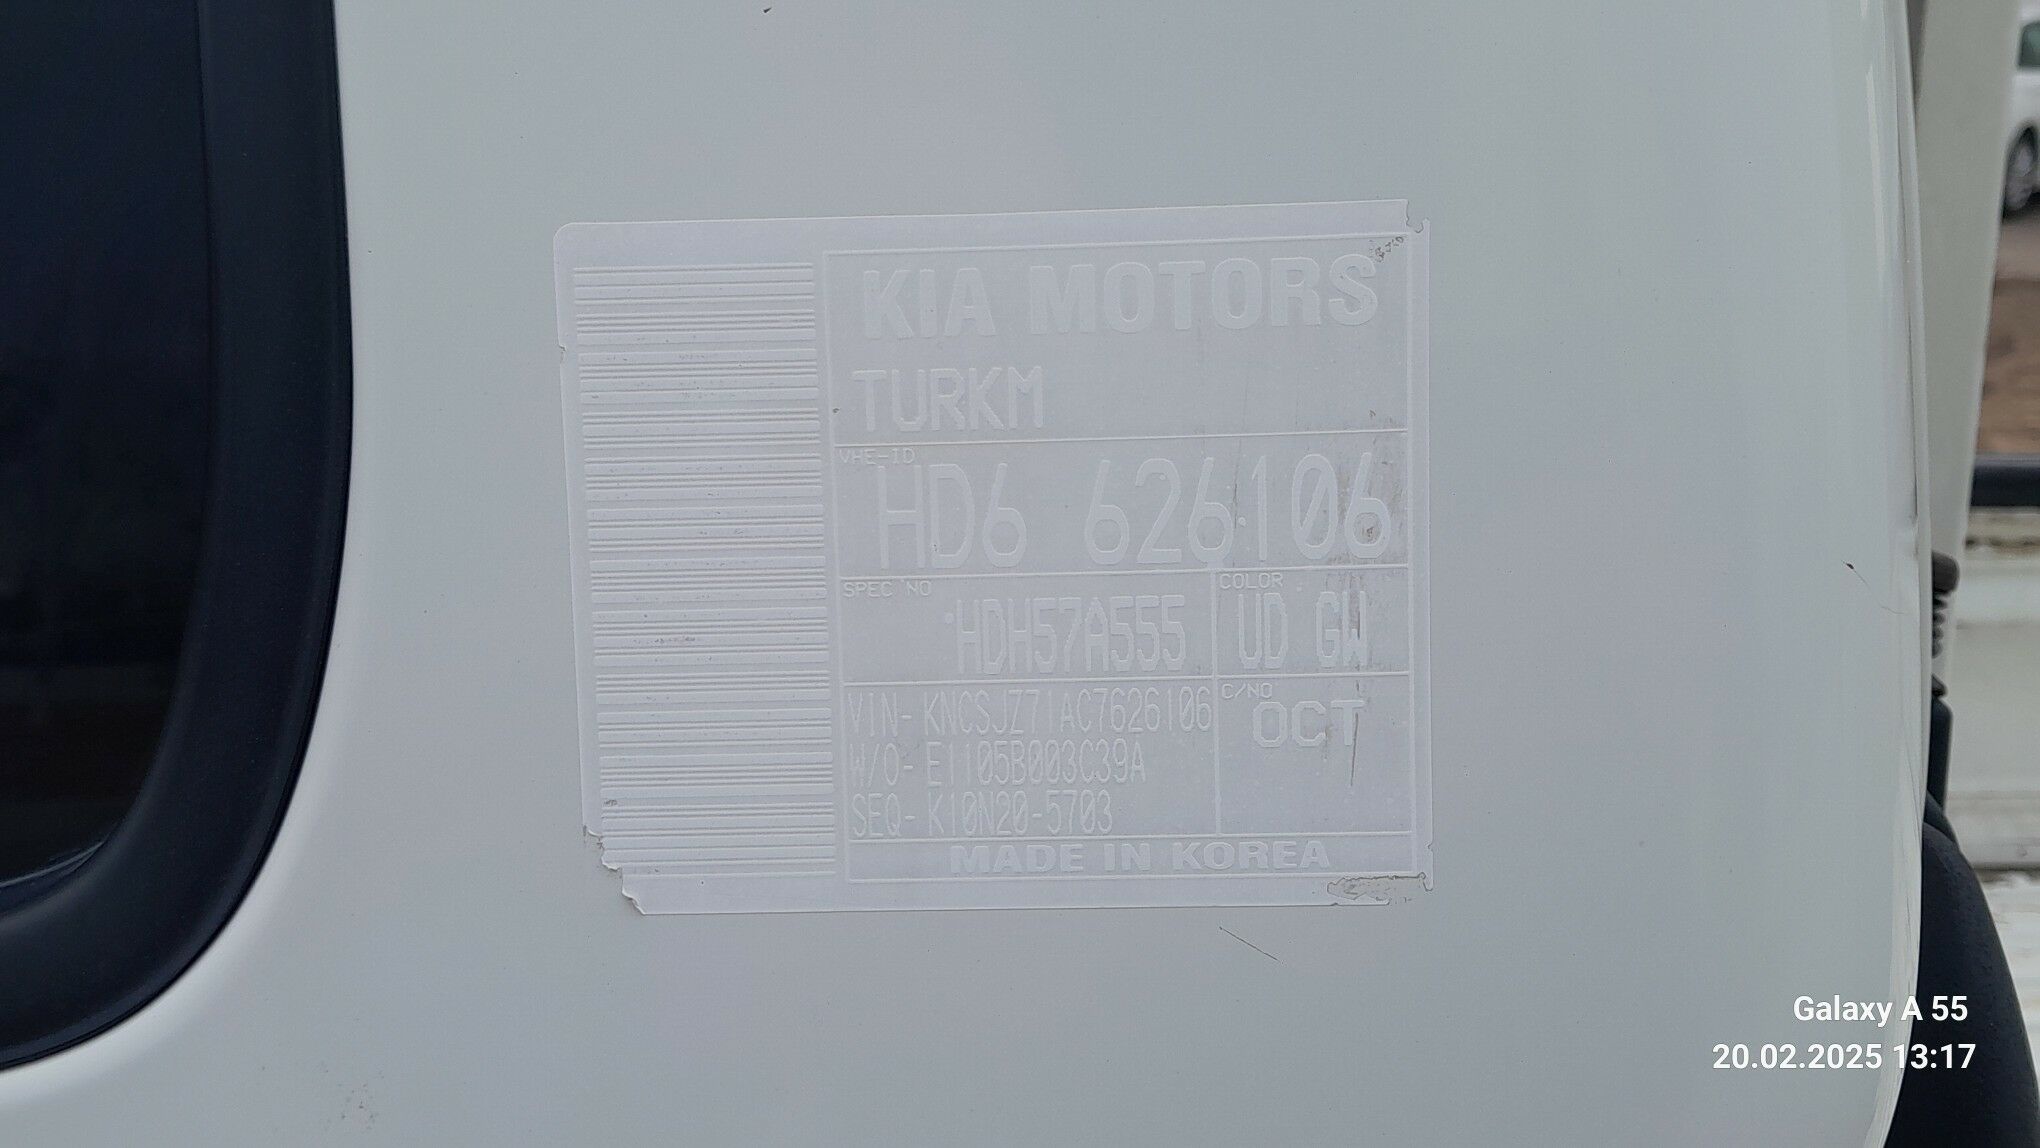 KIA MOTORS
TURKM
VHE-ID
HD6 626106
SPEC NO
HDH57A555
COLOR
UD GW
VIN- KNCSJZ71AC7626106
W/O- E1105B003C39A
SEQ- K10N20-5703
C/NO
OCT
MADE IN KOREA
Galaxy A 55
20.02.2025 13:17